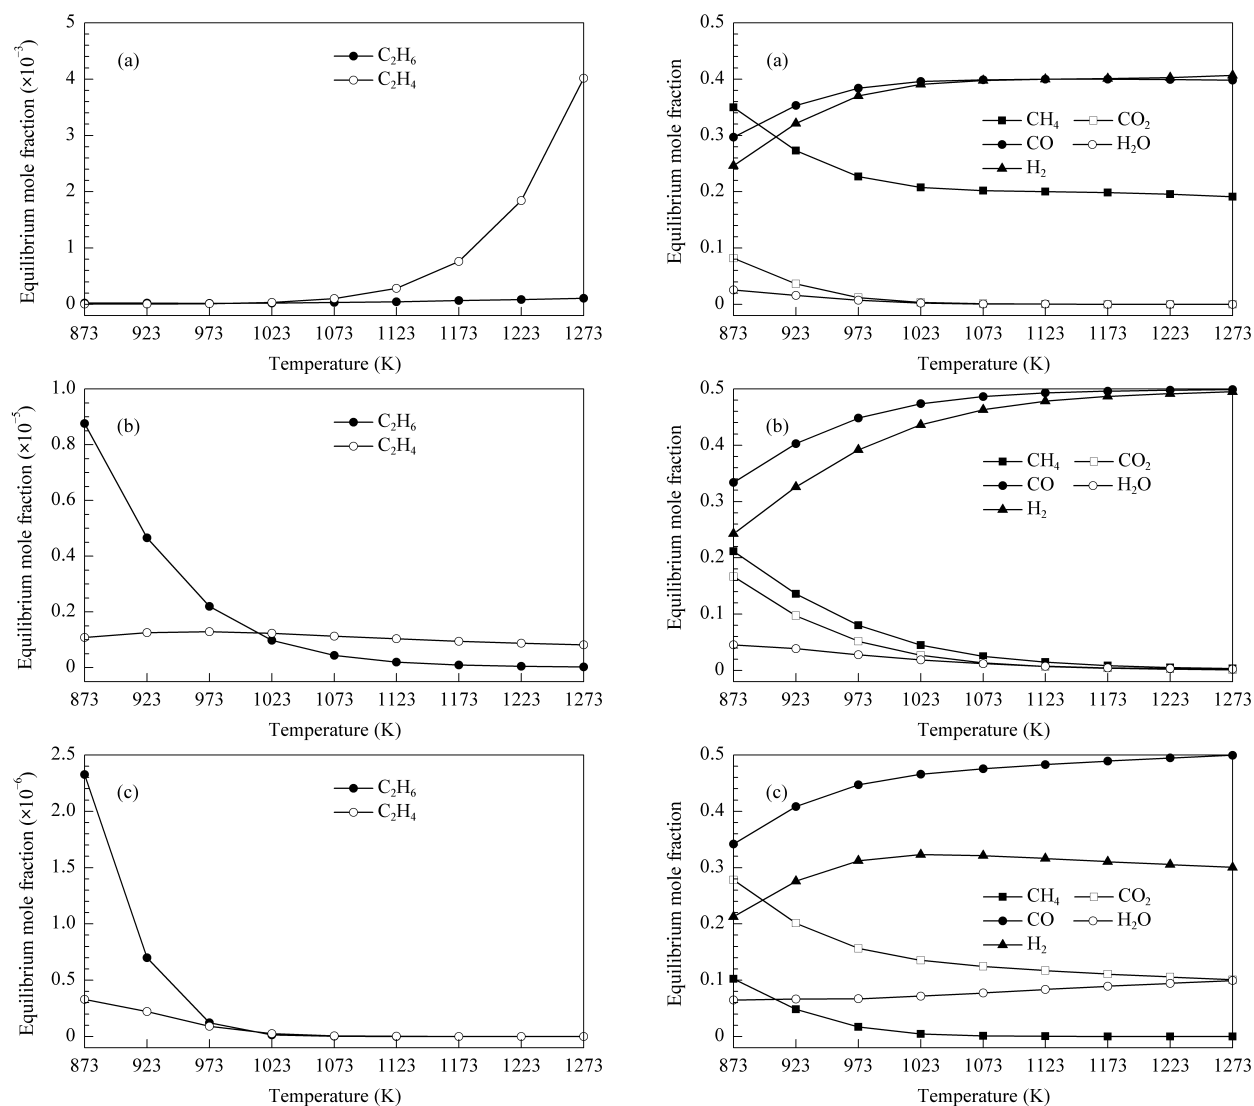 Equilibrium mole fraction (×10⁻³)
5
4
3
2
1
0
(a)
C₂H₆
C₂H₄
873 923 973 1023 1073 1123 1173 1223 1273
Temperature (K)
Equilibrium mole fraction
0.5
0.4
0.3
0.2
0.1
0
(a)
CH₄ CO₂
CO H₂O
H₂
873 923 973 1023 1073 1123 1173 1223 1273
Temperature (K)
Equilibrium mole fraction (×10⁻⁵)
1.0
0.8
0.6
0.4
0.2
0
(b)
C₂H₆
C₂H₄
873 923 973 1023 1073 1123 1173 1223 1273
Temperature (K)
Equilibrium mole fraction
0.5
0.4
0.3
0.2
0.1
0
(b)
CH₄ CO₂
CO H₂O
H₂
873 923 973 1023 1073 1123 1173 1223 1273
Temperature (K)
Equilibrium mole fraction (×10⁻⁶)
2.5
2.0
1.5
1.0
0.5
0
(c)
C₂H₆
C₂H₄
873 923 973 1023 1073 1123 1173 1223 1273
Temperature (K)
Equilibrium mole fraction
0.5
0.4
0.3
0.2
0.1
0
(c)
CH₄ CO₂
CO H₂O
H₂
873 923 973 1023 1073 1123 1173 1223 1273
Temperature (K)